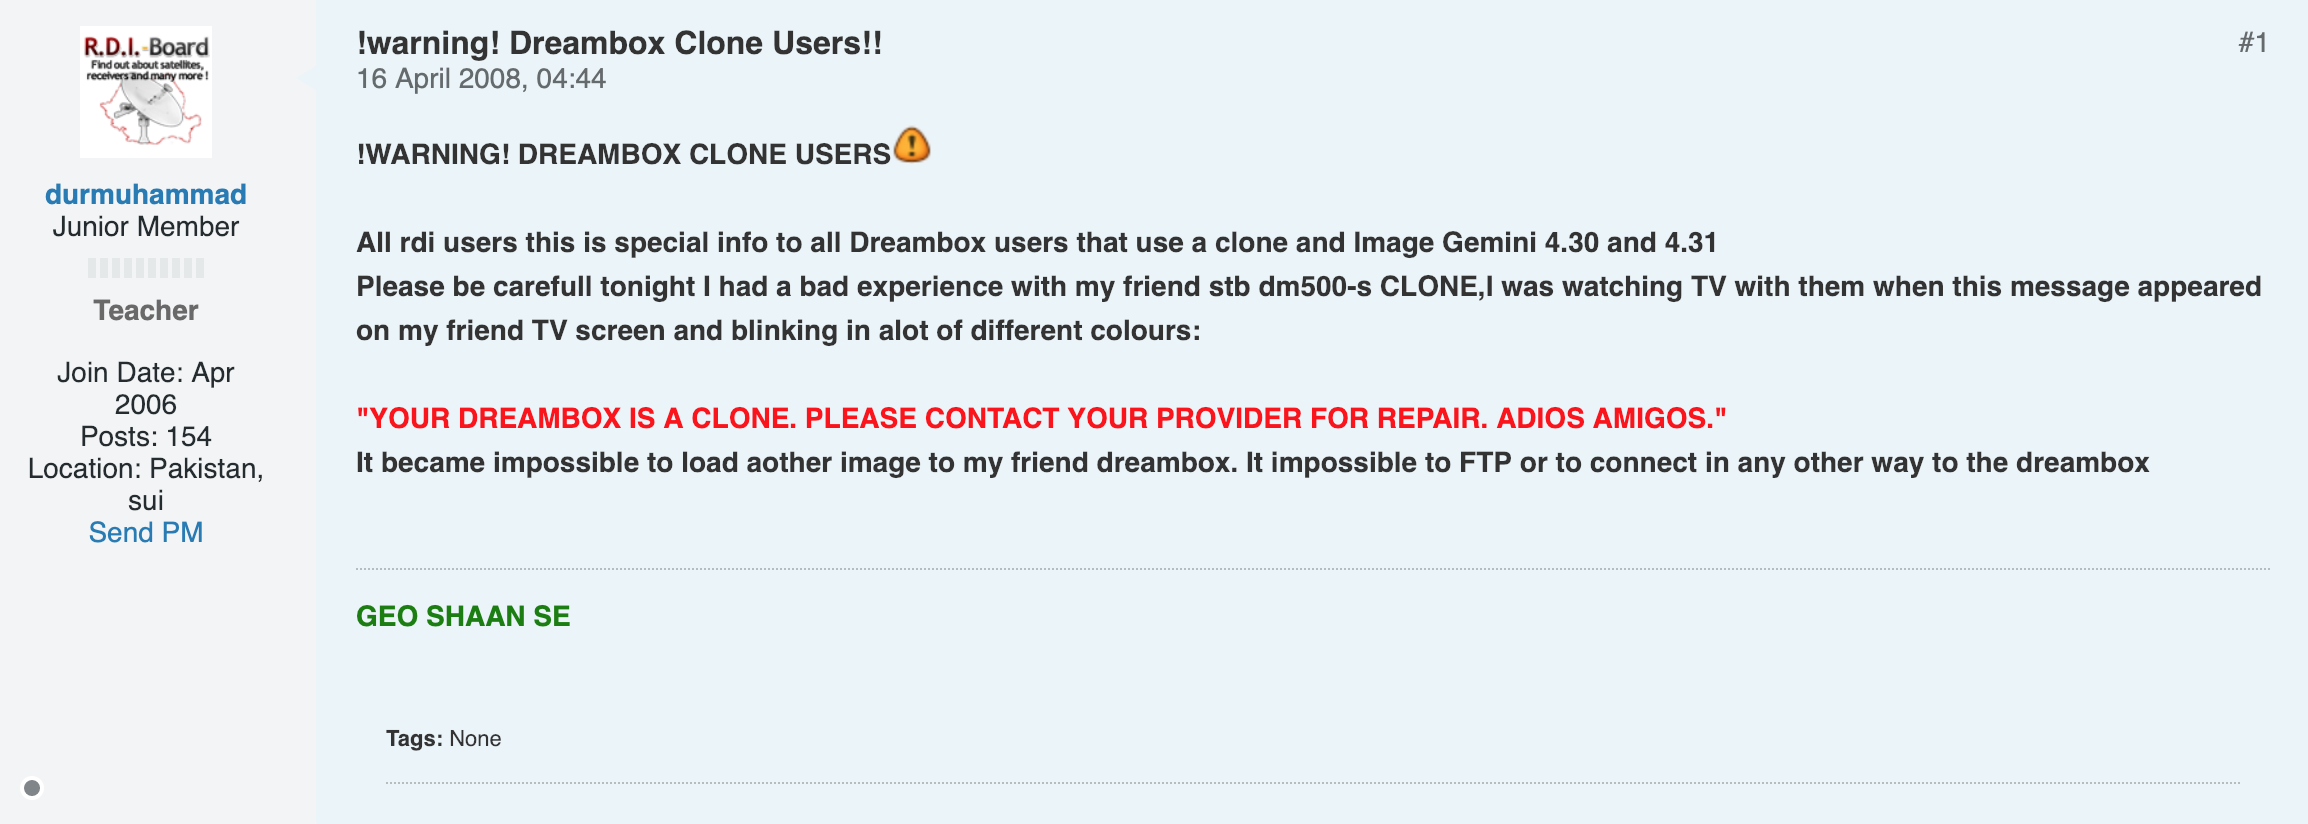 R.D.I.-Board
Find out about satellites,
receivers and many more !
durmuhammad
Junior Member
Teacher
Join Date: Apr
2006
Posts: 154
Location: Pakistan,
sui
Send PM
!warning! Dreambox Clone Users!!
#1
16 April 2008, 04:44
!WARNING! DREAMBOX CLONE USERS
All rdi users this is special info to all Dreambox users that use a clone and Image Gemini 4.30 and 4.31
Please be carefull tonight I had a bad experience with my friend stb dm500-s CLONE,I was watching TV with them when this message appeared
on my friend TV screen and blinking in alot of different colours:
"YOUR DREAMBOX IS A CLONE. PLEASE CONTACT YOUR PROVIDER FOR REPAIR. ADIOS AMIGOS."
It became impossible to load aother image to my friend dreambox. It impossible to FTP or to connect in any other way to the dreambox
GEO SHAAN SE
Tags: None